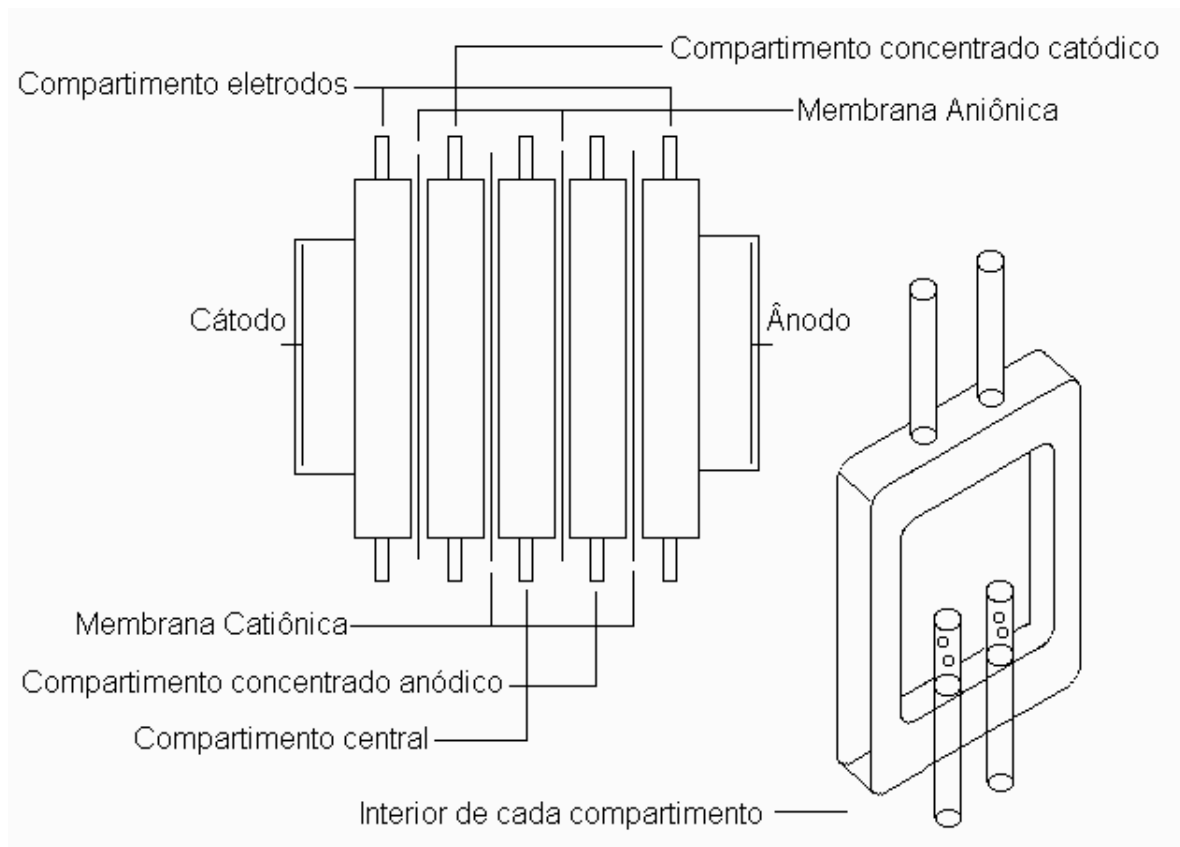 Compartimento concentrado catódico
Compartimento eletrodos
Membrana Aniônica
Cátodo
Ânodo
Membrana Catiônica
Compartimento concentrado anódico
Compartimento central
Interior de cada compartimento